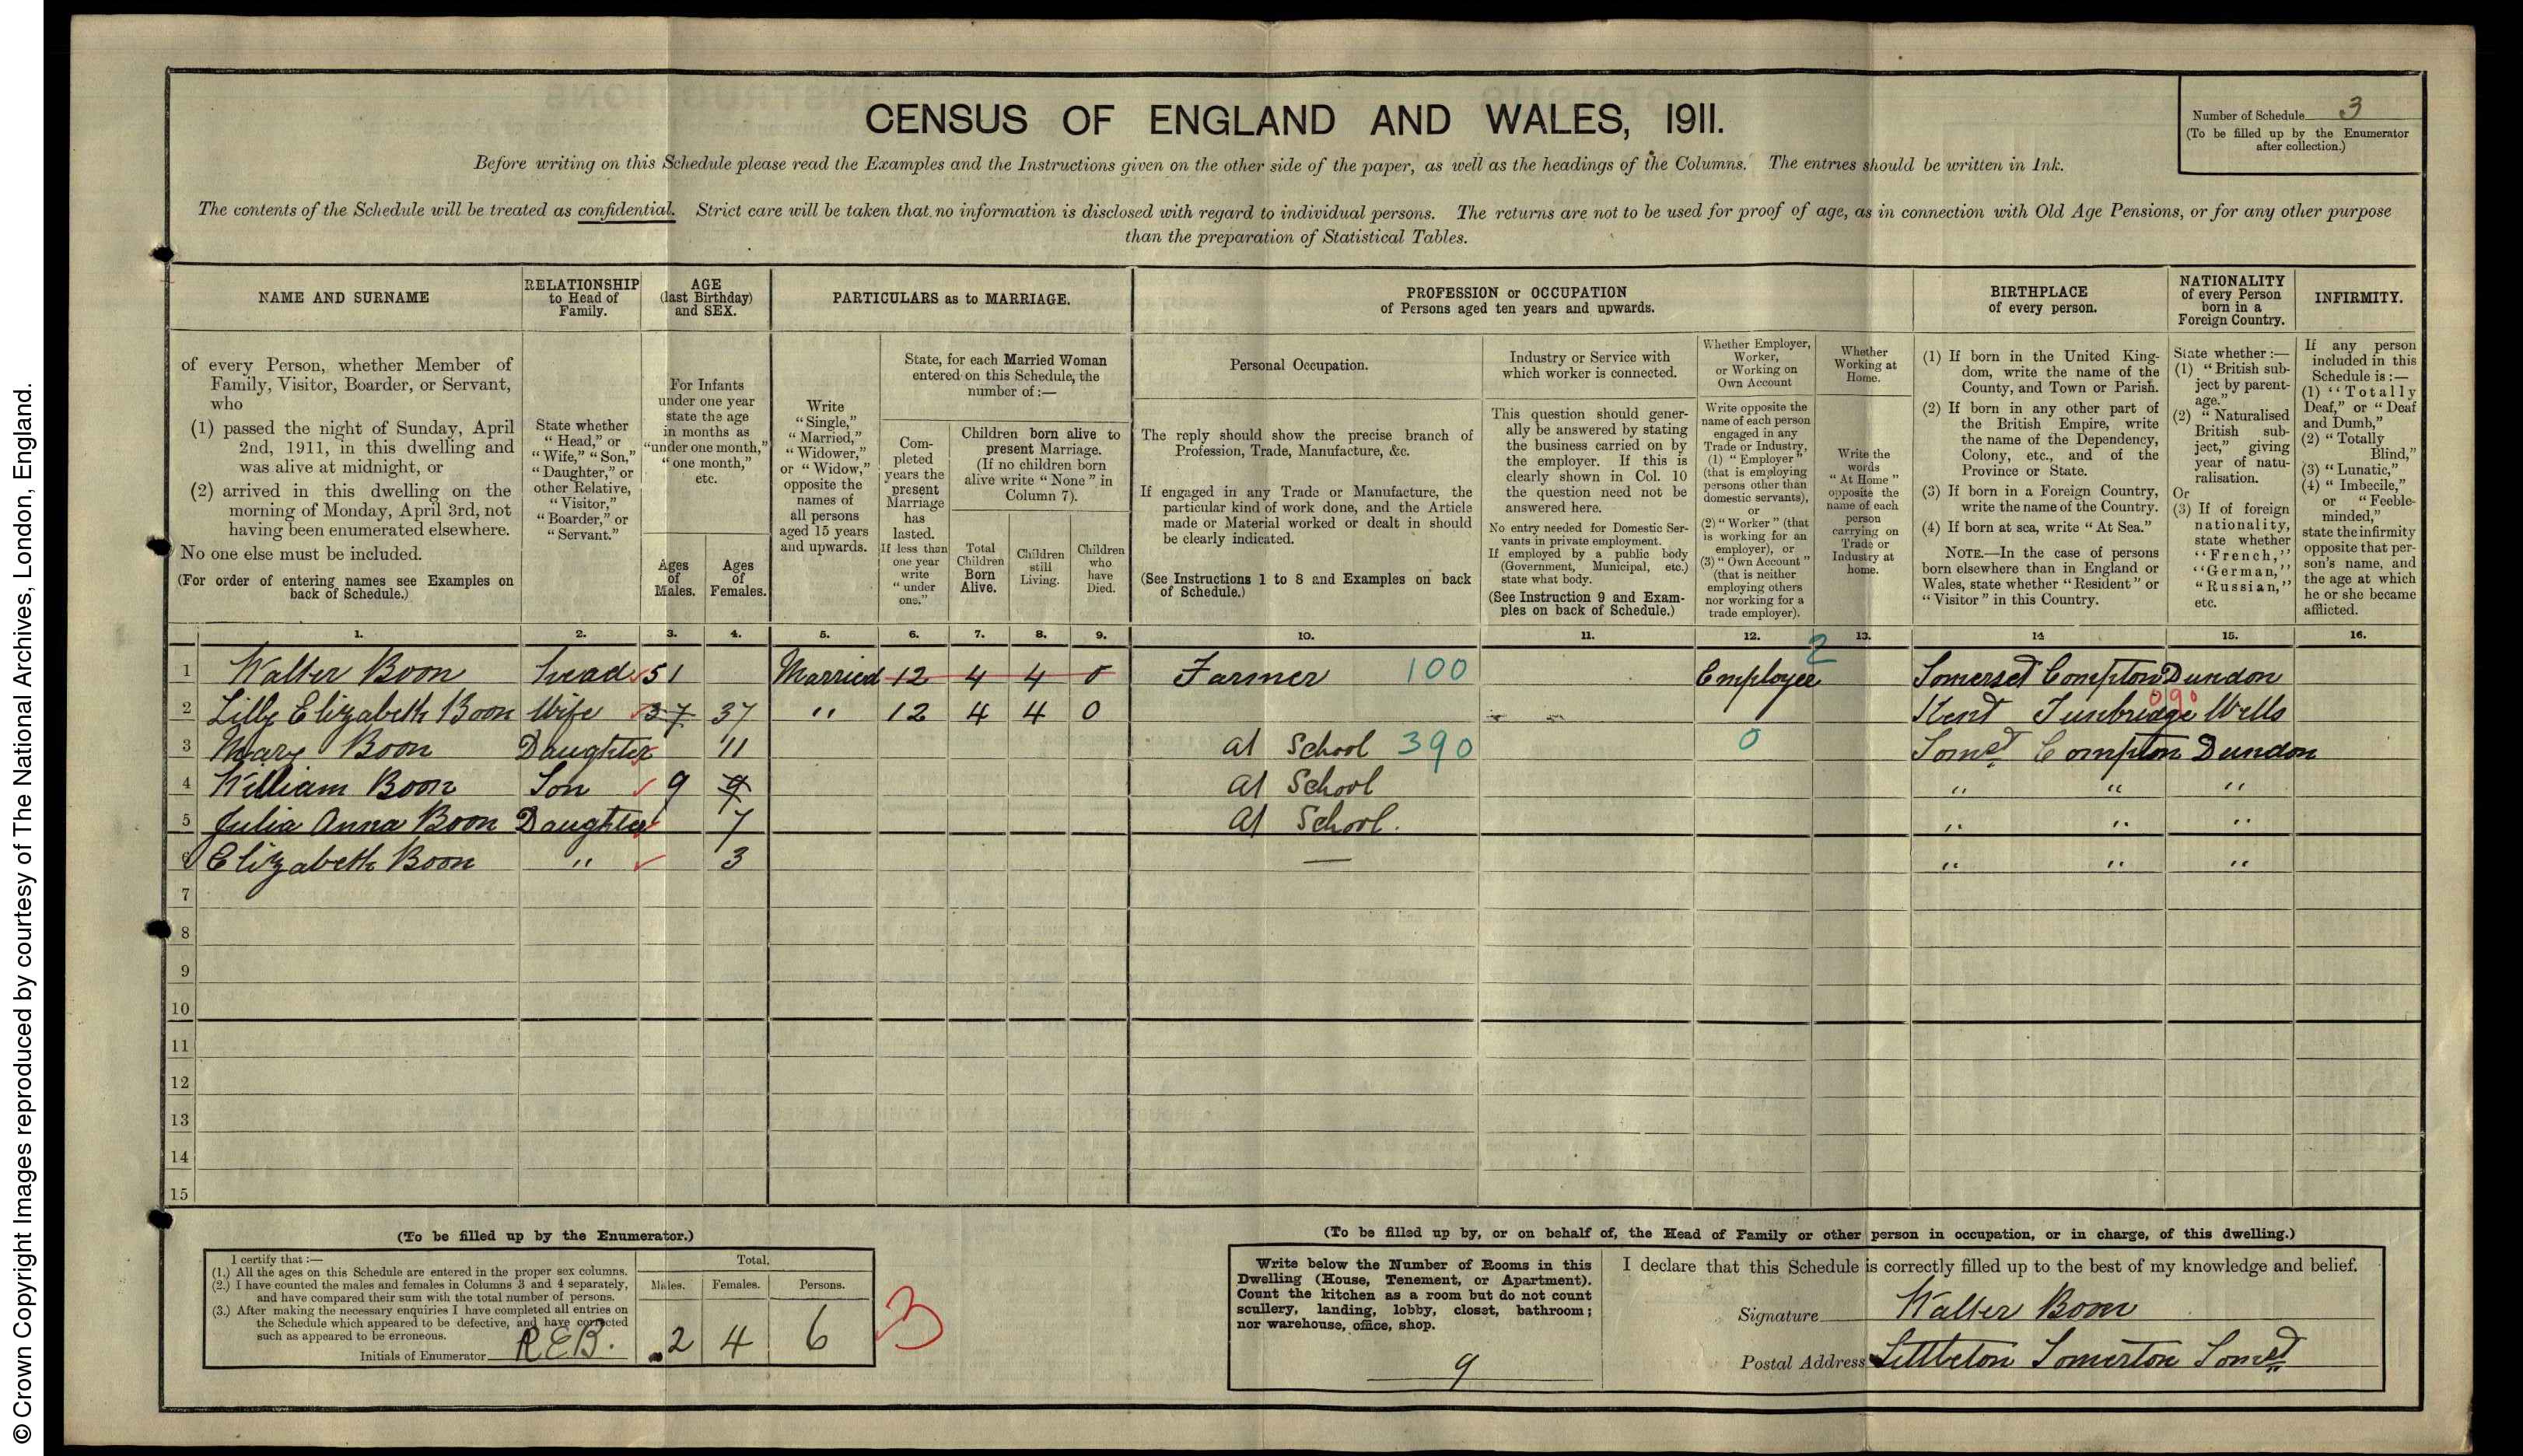 © Crown Copyright Images reproduced by courtesy of The National Archives, London, England.
CENSUS OF ENGLAND AND WALES, 1911.
Number of Schedule 3
(To be filled up by the Enumerator
after collection.)
Before writing on this Schedule please read the Examples and the Instructions given on the other side of the paper, as well as the headings of the Columns. The entries should be written in Ink.
The contents of the Schedule will be treated as confidential. Strict care will be taken that no information is disclosed with regard to individual persons. The returns are not to be used for proof of age, as in connection with Old Age Pensions, or for any other purpose
than the preparation of Statistical Tables.
NAME AND SURNAME
of every Person, whether Member of
Family, Visitor, Boarder, or Servant,
who
(1) passed the night of Sunday, April
2nd, 1911, in this dwelling and
was alive at midnight, or
(2) arrived in this dwelling on the
morning of Monday, April 3rd, not
having been enumerated elsewhere.
No one else must be included.
(For order of entering names see Examples on
back of Schedule.)
RELATIONSHIP
to Head of
Family.
State whether
"Head," or
"Wife," "Son,"
"Daughter," or
other Relative,
"Visitor,"
"Boarder," or
"Servant."
AGE
(last Birthday)
and SEX.
For Infants
under one year
state the age
in months as
"under one month,"
"one month,"
etc.
Ages
of
Males.
Ages
of
Females.
PARTICULARS as to MARRIAGE.
Write
"Single,"
"Married,"
"Widower,"
or "Widow,"
opposite the
names of
all persons
aged 15 years
and upwards.
State, for each Married Woman
entered on this Schedule, the
number of:—
Com-
pleted
years the
present
Marriage
has
lasted.
If less than
one year
write
"under
one."
Children born alive to
present Marriage.
(If no children born
alive write "None" in
Column 7).
Total
Children
Born
Alive.
Children
still
Living.
Children
who
have
Died.
PROFESSION or OCCUPATION
of Persons aged ten years and upwards.
Personal Occupation.
The reply should show the precise branch of
Profession, Trade, Manufacture, &c.
If engaged in any Trade or Manufacture, the
particular kind of work done, and the Article
made or Material worked or dealt in should
be clearly indicated.
(See Instructions 1 to 8 and Examples on back
of Schedule.)
Industry or Service with
which worker is connected.
This question should gener-
ally be answered by stating
the business carried on by
the employer. If this is
clearly shown in Col. 10
the question need not be
answered here.
No entry needed for Domestic Ser-
vants in private employment.
If employed by a public body
(Government, Municipal, etc.)
state what body.
(See Instruction 9 and Exam-
ples on back of Schedule.)
Whether Employer,
Worker,
or Working on
Own Account
Write opposite the
name of each person
engaged in any
Trade or Industry,
(1) "Employer"
(that is employing
persons other than
domestic servants),
or
(2) "Worker" (that
is working for an
employer), or
(3) "Own Account"
(that is neither
employing others
nor working for a
trade employer).
Whether
Working at
Home.
Write the
words
"At Home"
opposite the
name of each
person
carrying on
Trade or
Industry at
home.
BIRTHPLACE
of every person.
(1) If born in the United King-
dom, write the name of the
County, and Town or Parish.
(2) If born in any other part of
the British Empire, write
the name of the Dependency,
Colony, etc., and of the
Province or State.
(3) If born in a Foreign Country,
write the name of the Country.
(4) If born at sea, write "At Sea."
NOTE.—In the case of persons
born elsewhere than in England or
Wales, state whether "Resident" or
"Visitor" in this Country.
NATIONALITY
of every Person
born in a
Foreign Country.
State whether :—
(1) "British sub-
ject by parent-
age."
(2) "Naturalised
British sub-
ject," giving
year of natu-
ralisation.
Or
(3) If of foreign
nationality,
state whether
"French,"
"German,"
"Russian,"
etc.
INFIRMITY.
If any person
included in this
Schedule is :—
(1) "Totally
Deaf," or "Deaf
and Dumb,"
(2) "Totally
Blind,"
(3) "Lunatic,"
(4) "Imbecile,"
or "Feeble-
minded,"
state the infirmity
opposite that per-
son's name, and
the age at which
he or she became
afflicted.
1. 2. 3. 4. 5. 6. 7. 8. 9. 10. 11. 12. 13. 14 15. 16.
1 Walter Boon head 51 Married 12 4 4 0 Farmer 100 Employer 2 Somerset Compton Dundon
2 Lilly Elizabeth Boon Wife 37 37 " 12 4 4 0 Kent Tunbridge Wells 090
3 Mary Boon Daughter 11 at School 390 0 Somst Compton Dundon
4 William Boon Son 9 9 at School " " "
5 Julia Anna Boon Daughter 7 at School. " " "
6 Elizabeth Boon " 3 — " " "
7
8
9
10
11
12
13
14
15
(To be filled up by the Enumerator.)
I certify that :—
(1.) All the ages on this Schedule are entered in the proper sex columns.
(2.) I have counted the males and females in Columns 3 and 4 separately,
and have compared their sum with the total number of persons.
(3.) After making the necessary enquiries I have completed all entries on
the Schedule which appeared to be defective, and have corrected
such as appeared to be erroneous.
Initials of Enumerator R.E.B.
Total.
Males. Females. Persons.
2 4 6
3
(To be filled up by, or on behalf of, the Head of Family or other person in occupation, or in charge, of this dwelling.)
Write below the Number of Rooms in this
Dwelling (House, Tenement, or Apartment).
Count the kitchen as a room but do not count
scullery, landing, lobby, closet, bathroom;
nor warehouse, office, shop.
9
I declare that this Schedule is correctly filled up to the best of my knowledge and belief.
Signature Walter Boon
Postal Address Littleton Somerton Somst